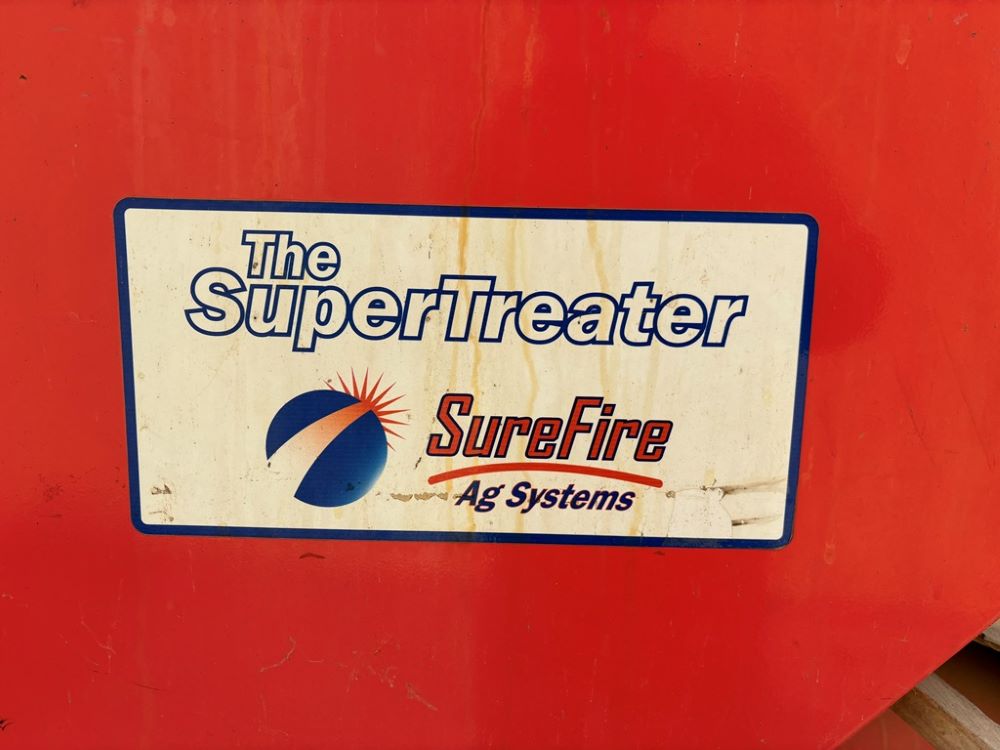 The
SuperTreater
SureFire
Ag Systems